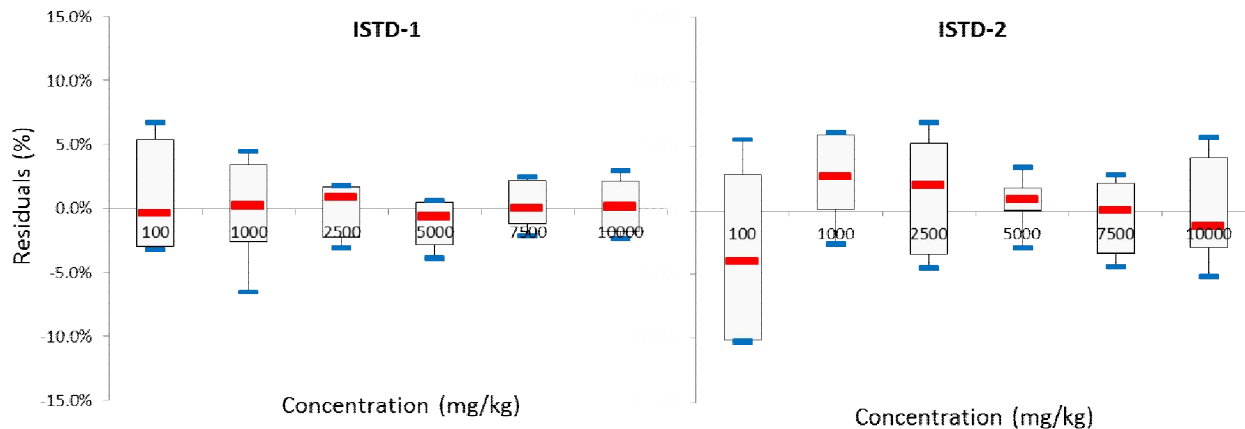 15.0%
10.0%
5.0%
0.0%
-5.0%
-10.0%
-15.0%
Residuals (%)
ISTD-1
100 1000 2500 5000 7500 10000
Concentration (mg/kg)
ISTD-2
100 1000 2500 5000 7500 10000
Concentration (mg/kg)